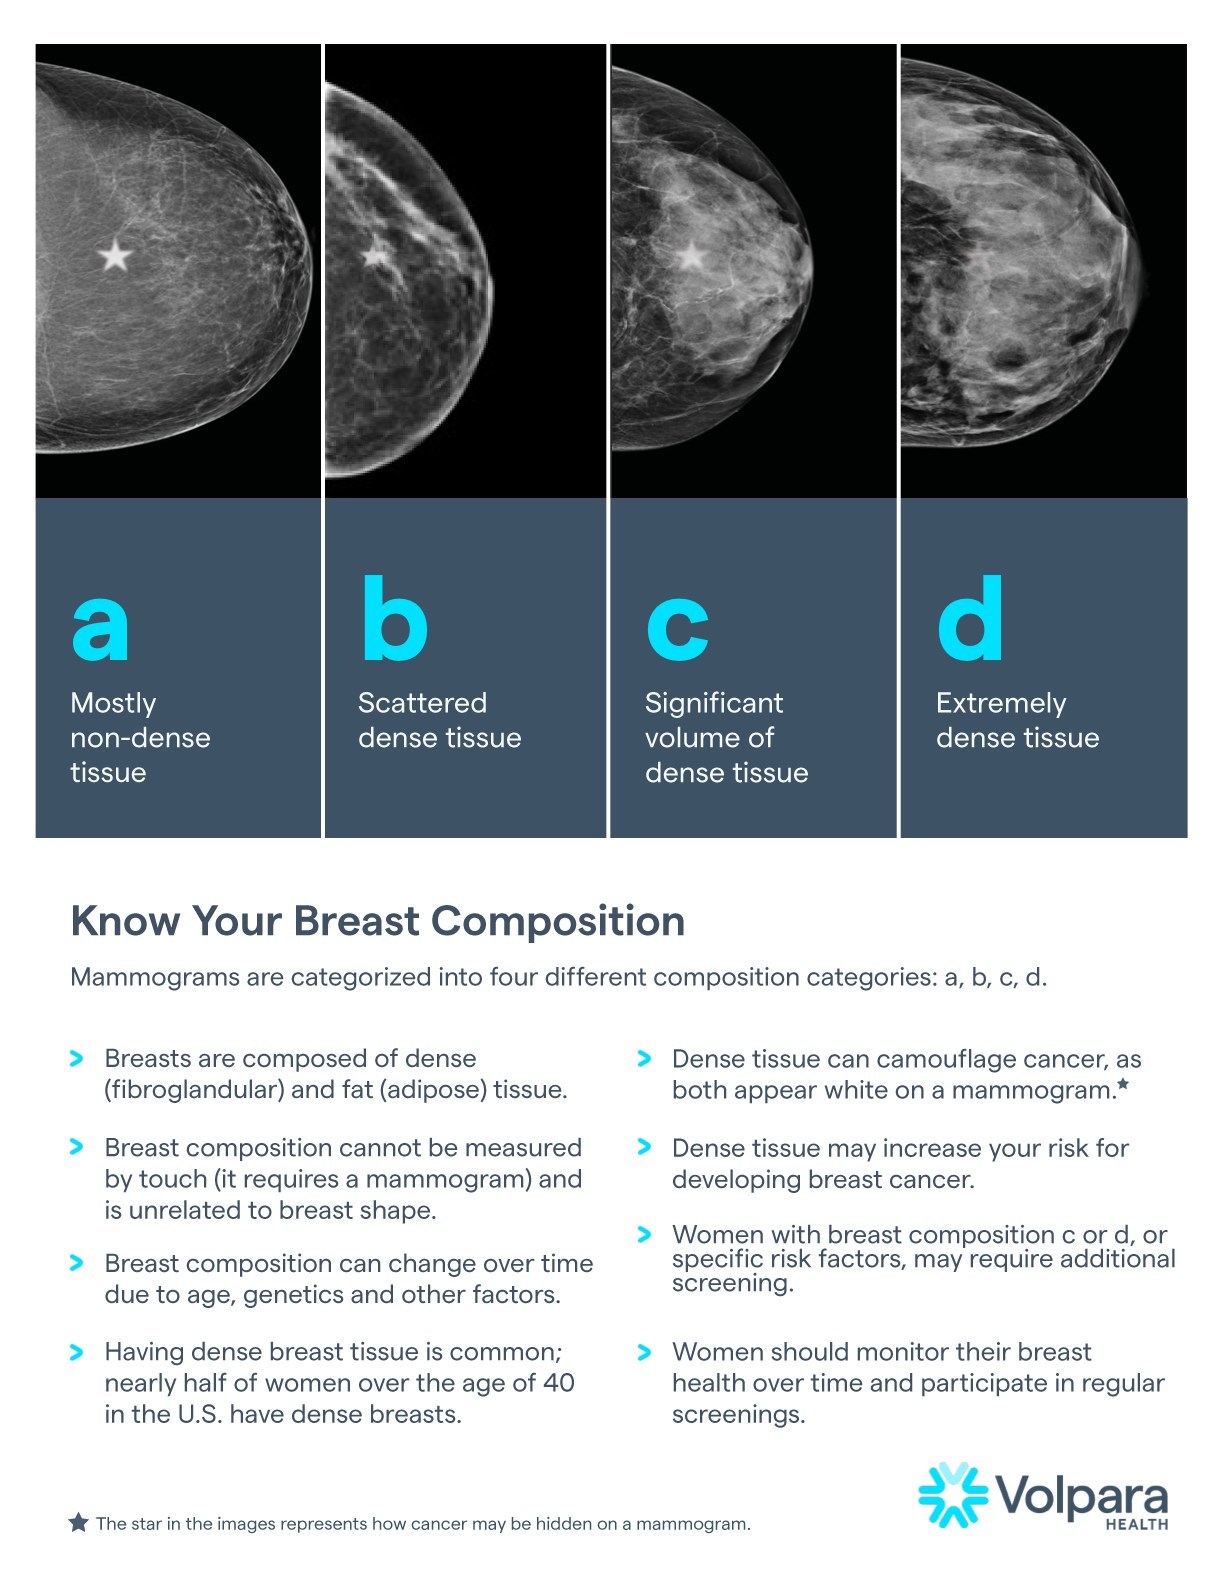 a
Mostly
non-dense
tissue
b
Scattered
dense tissue
c
Significant
volume of
dense tissue
d
Extremely
dense tissue
Know Your Breast Composition
Mammograms are categorized into four different composition categories: a, b, c, d.
> Breasts are composed of dense
(fibroglandular) and fat (adipose) tissue.
> Breast composition cannot be measured
by touch (it requires a mammogram) and
is unrelated to breast shape.
> Breast composition can change over time
due to age, genetics and other factors.
> Having dense breast tissue is common;
nearly half of women over the age of 40
in the U.S. have dense breasts.
> Dense tissue can camouflage cancer, as
both appear white on a mammogram.★
> Dense tissue may increase your risk for
developing breast cancer.
> Women with breast composition c or d, or
specific risk factors, may require additional
screening.
> Women should monitor their breast
health over time and participate in regular
screenings.
★ The star in the images represents how cancer may be hidden on a mammogram.
Volpara
HEALTH